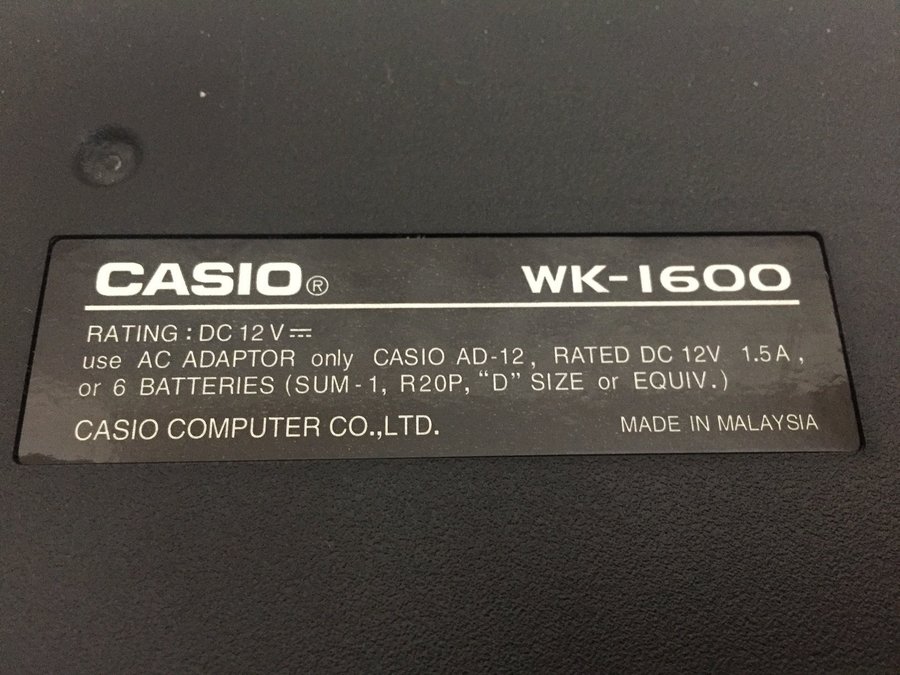 CASIO® WK-1600
RATING : DC 12 V ⎓
use AC ADAPTOR only CASIO AD-12, RATED DC 12V 1.5A,
or 6 BATTERIES (SUM-1, R20P, “D” SIZE or EQUIV.)
CASIO COMPUTER CO.,LTD. MADE IN MALAYSIA